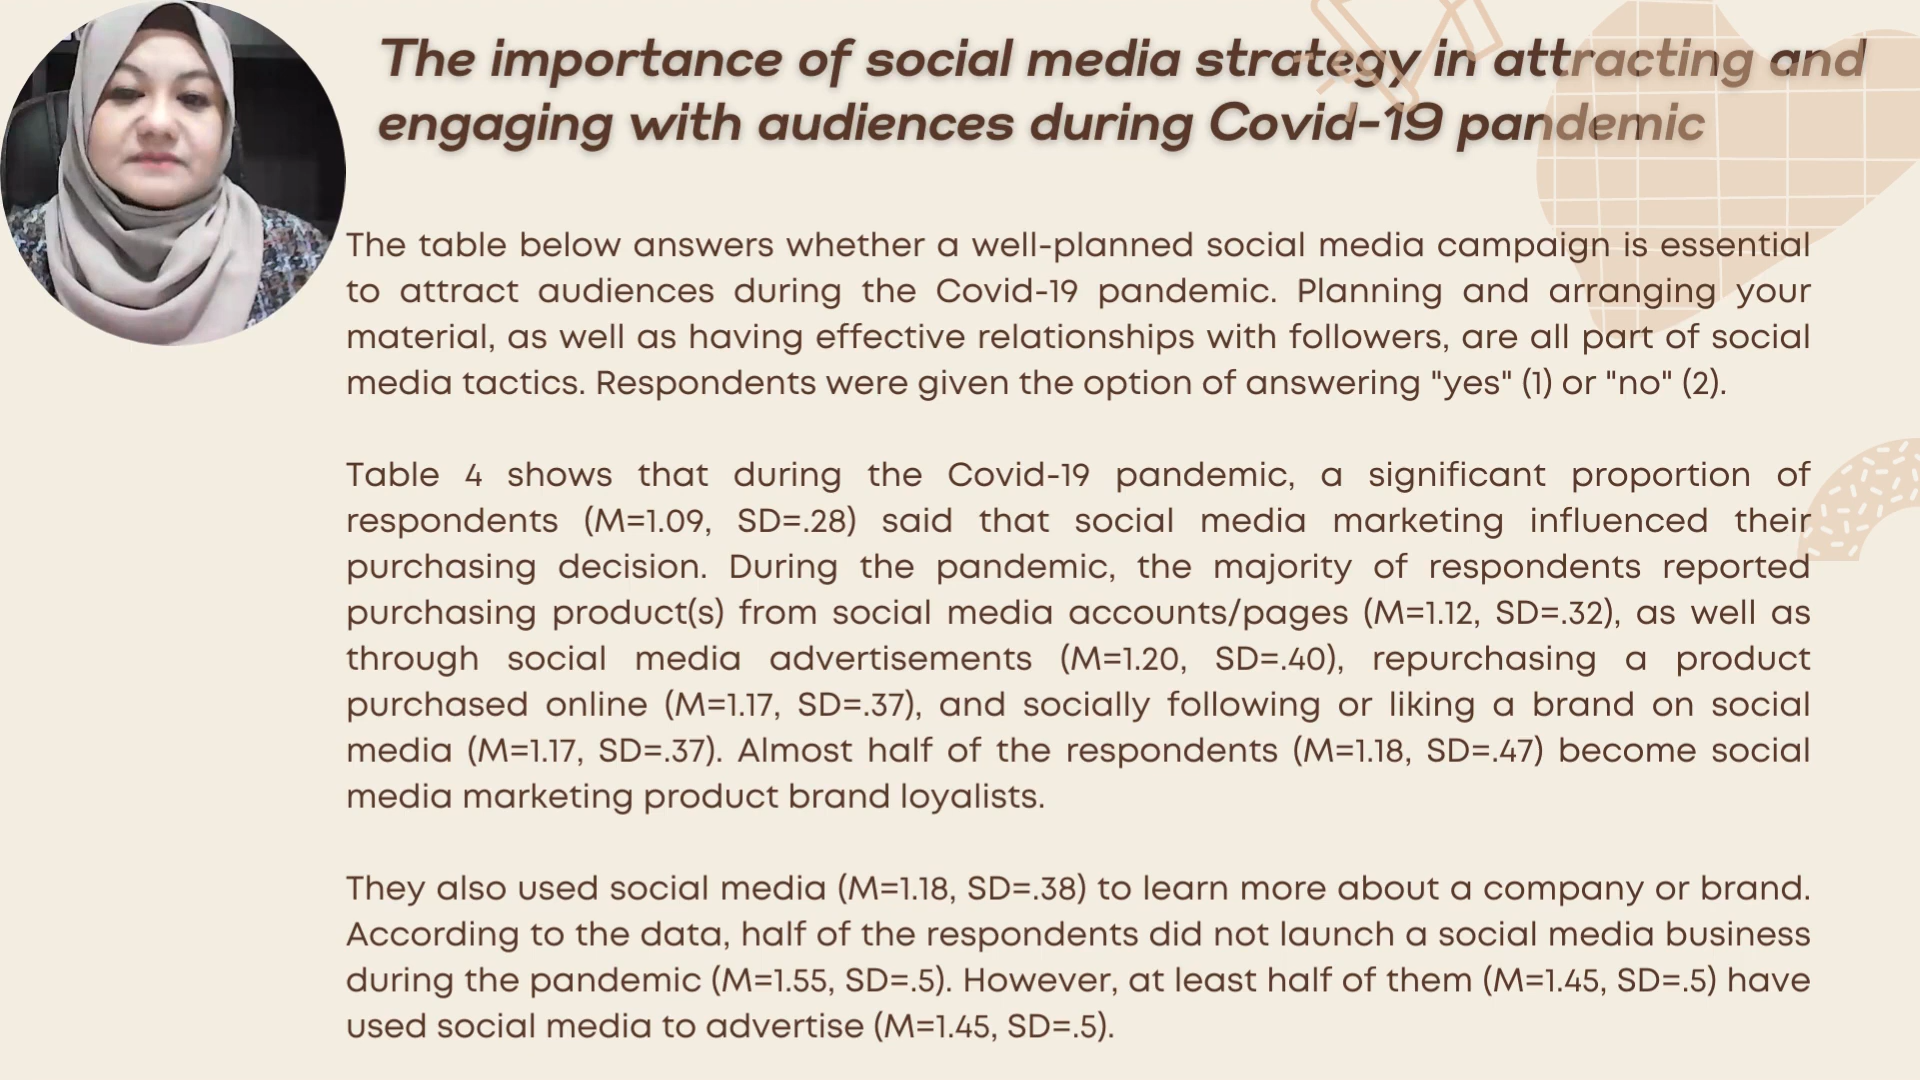 The importance of social media strategy in attracting and
engaging with audiences during Covid-19 pandemic
The table below answers whether a well-planned social media campaign is essential
to attract audiences during the Covid-19 pandemic. Planning and arranging your
material, as well as having effective relationships with followers, are all part of social
media tactics. Respondents were given the option of answering "yes" (1) or "no" (2).
Table 4 shows that during the Covid-19 pandemic, a significant proportion of
respondents (M=1.09, SD=.28) said that social media marketing influenced their
purchasing decision. During the pandemic, the majority of respondents reported
purchasing product(s) from social media accounts/pages (M=1.12, SD=.32), as well as
through social media advertisements (M=1.20, SD=.40), repurchasing a product
purchased online (M=1.17, SD=.37), and socially following or liking a brand on social
media (M=1.17, SD=.37). Almost half of the respondents (M=1.18, SD=.47) become social
media marketing product brand loyalists.
They also used social media (M=1.18, SD=.38) to learn more about a company or brand.
According to the data, half of the respondents did not launch a social media business
during the pandemic (M=1.55, SD=.5). However, at least half of them (M=1.45, SD=.5) have
used social media to advertise (M=1.45, SD=.5).